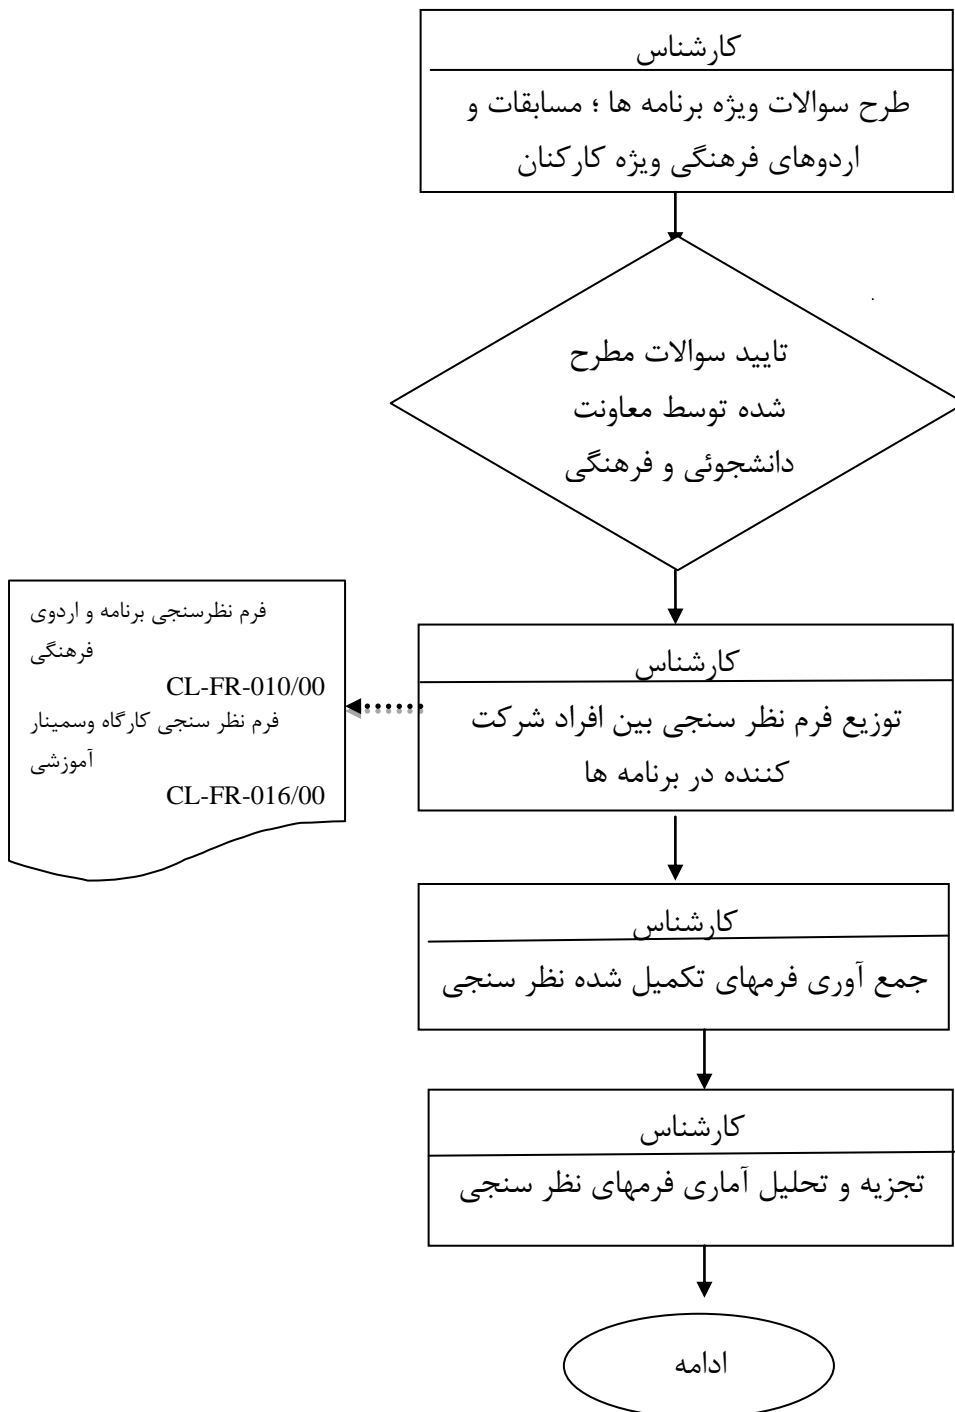 کارشناس
طرح سوالات ویژه برنامه ها ؛ مسابقات و
اردوهای فرهنگی ویژه کارکنان
تایید سوالات مطرح
شده توسط معاونت
دانشجوئی و فرهنگی
کارشناس
توزیع فرم نظر سنجی بین افراد شرکت
کننده در برنامه ها
فرم نظرسنجی برنامه و اردوی
فرهنگی
CL-FR-010/00
فرم نظر سنجی کارگاه وسمینار
آموزشی
CL-FR-016/00
کارشناس
جمع آوری فرمهای تکمیل شده نظر سنجی
کارشناس
تجزیه و تحلیل آماری فرمهای نظر سنجی
ادامه